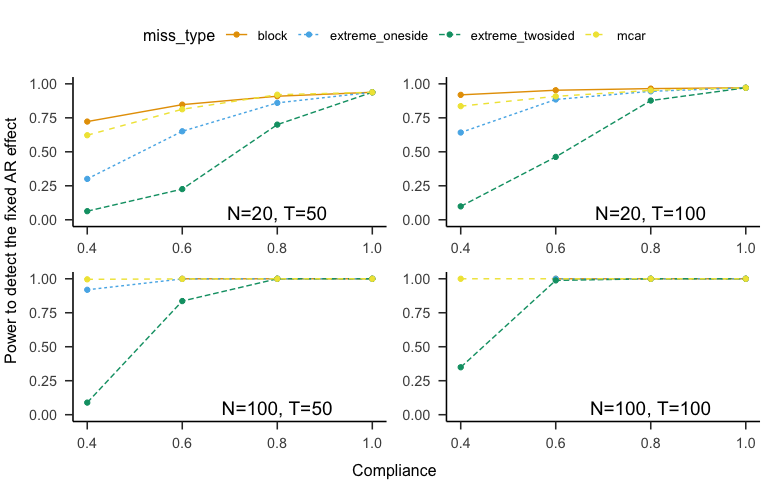 miss_type block extreme_oneside extreme_twosided mcar
Power to detect the fixed AR effect
1.00
0.75
0.50
0.25
0.00
N=20, T=50
0.4 0.6 0.8 1.0
1.00
0.75
0.50
0.25
0.00
N=20, T=100
0.4 0.6 0.8 1.0
1.00
0.75
0.50
0.25
0.00
N=100, T=50
0.4 0.6 0.8 1.0
1.00
0.75
0.50
0.25
0.00
N=100, T=100
0.4 0.6 0.8 1.0
Compliance